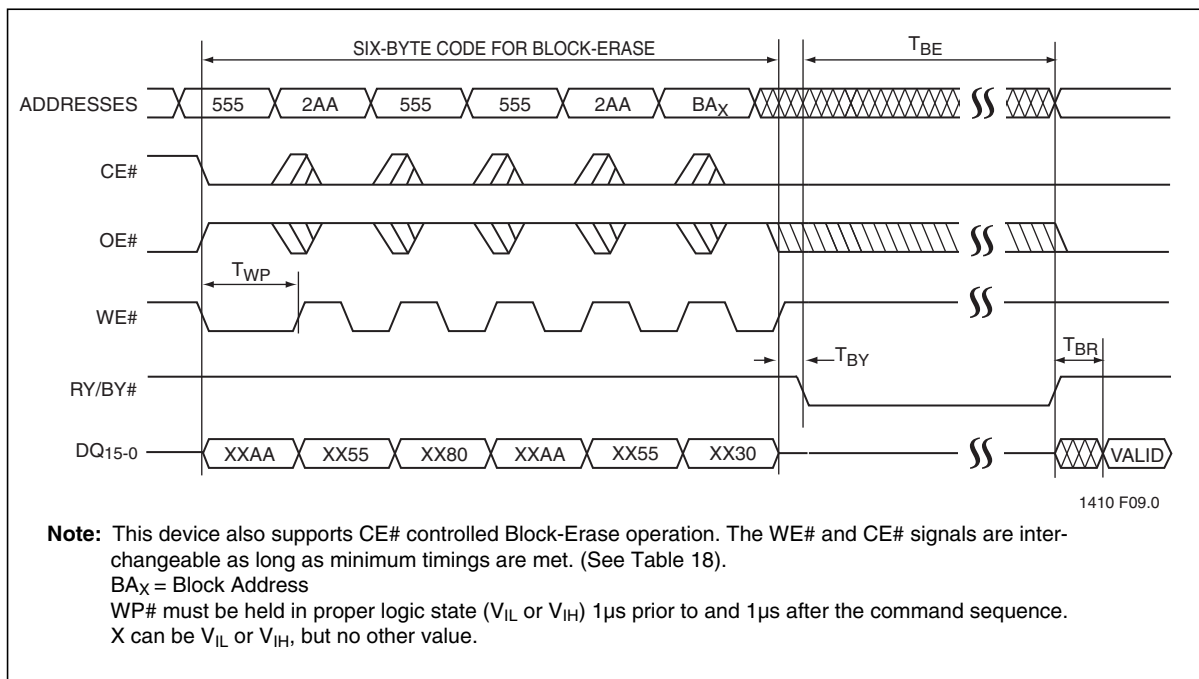 SIX-BYTE CODE FOR BLOCK-ERASE
TBE
ADDRESSES 555 2AA 555 555 2AA BAX
CE#
OE#
TWP
WE#
TBY
TBR
RY/BY#
DQ15-0 XXAA XX55 XX80 XXAA XX55 XX30 VALID
1410 F09.0
Note: This device also supports CE# controlled Block-Erase operation. The WE# and CE# signals are inter-
changeable as long as minimum timings are met. (See Table 18).
BAX = Block Address
WP# must be held in proper logic state (VIL or VIH) 1µs prior to and 1µs after the command sequence.
X can be VIL or VIH, but no other value.